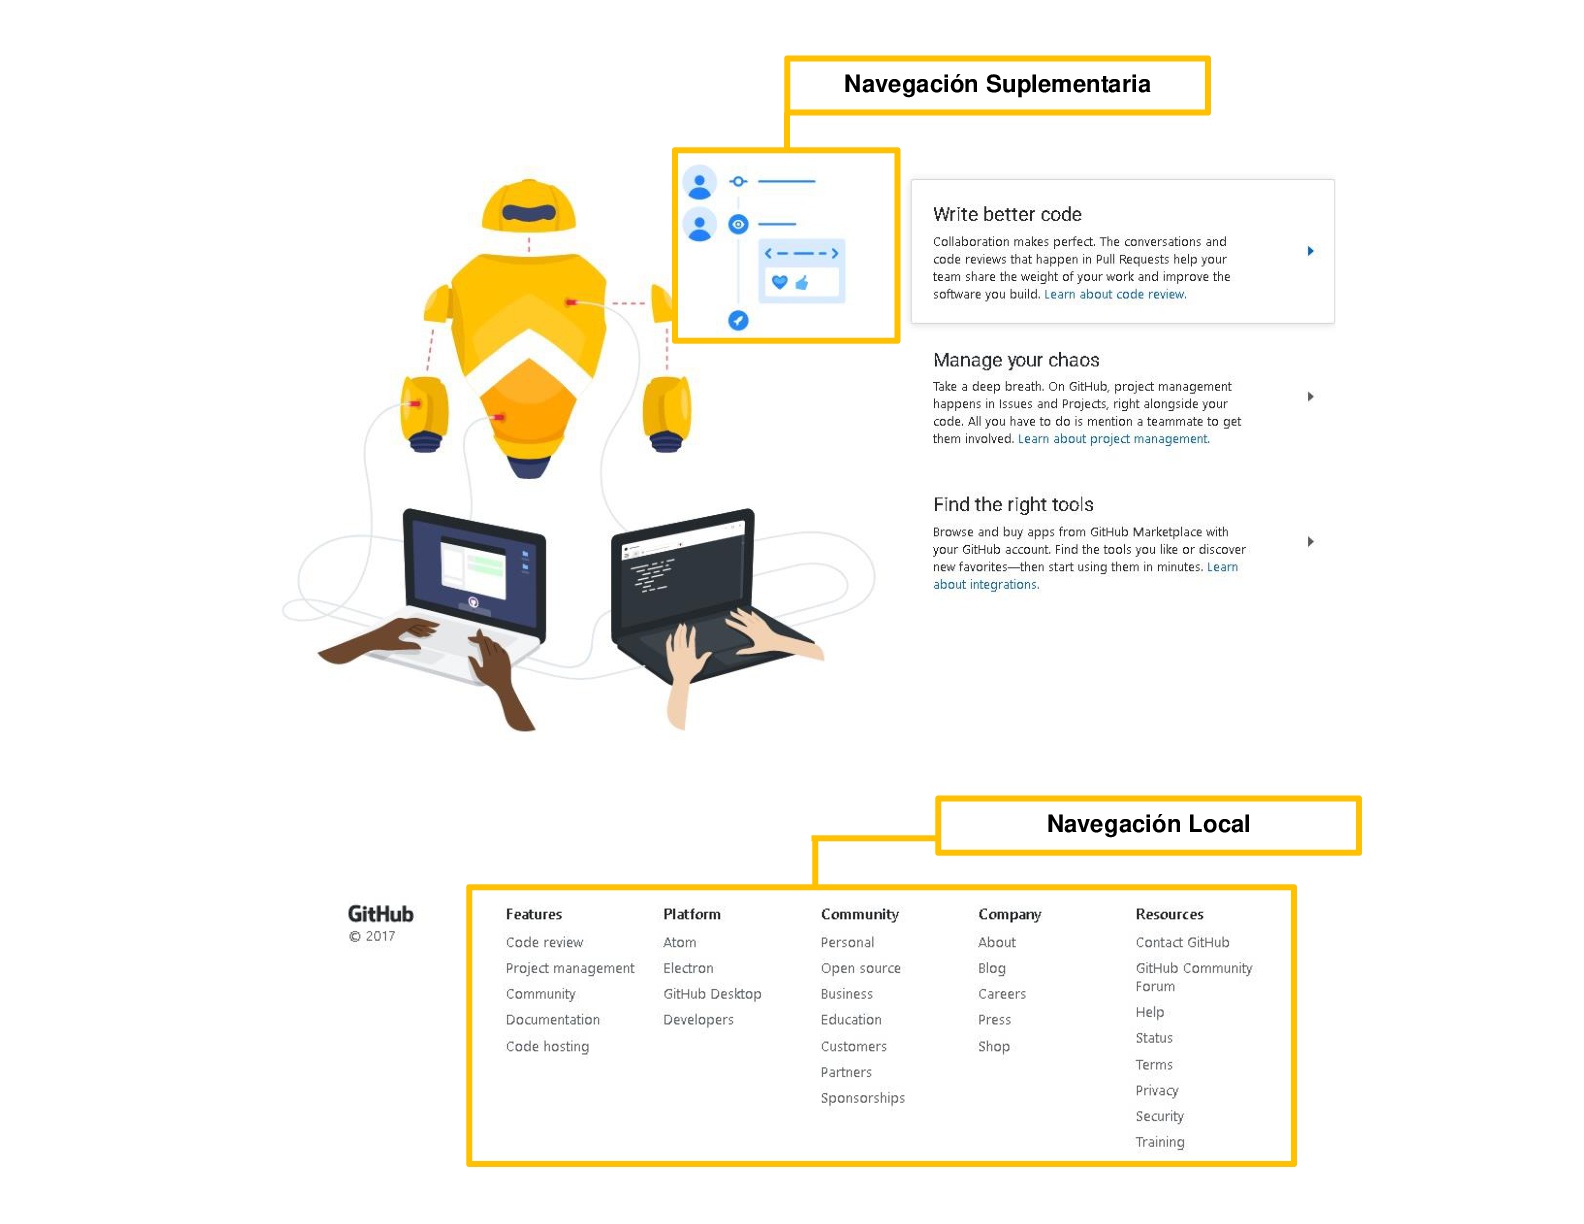 Navegación Suplementaria
Write better code
Collaboration makes perfect. The conversations and
code reviews that happen in Pull Requests help your
team share the weight of your work and improve the
software you build. Learn about code review.
Manage your chaos
Take a deep breath. On GitHub, project management
happens in Issues and Projects, right alongside your
code. All you have to do is mention a teammate to get
them involved. Learn about project management.
Find the right tools
Browse and buy apps from GitHub Marketplace with
your GitHub account. Find the tools you like or discover
new favorites—then start using them in minutes. Learn
about integrations.
Navegación Local
GitHub
© 2017
Features
Code review
Project management
Community
Documentation
Code hosting
Platform
Atom
Electron
GitHub Desktop
Developers
Community
Personal
Open source
Business
Education
Customers
Partners
Sponsorships
Company
About
Blog
Careers
Press
Shop
Resources
Contact GitHub
GitHub Community
Forum
Help
Status
Terms
Privacy
Security
Training